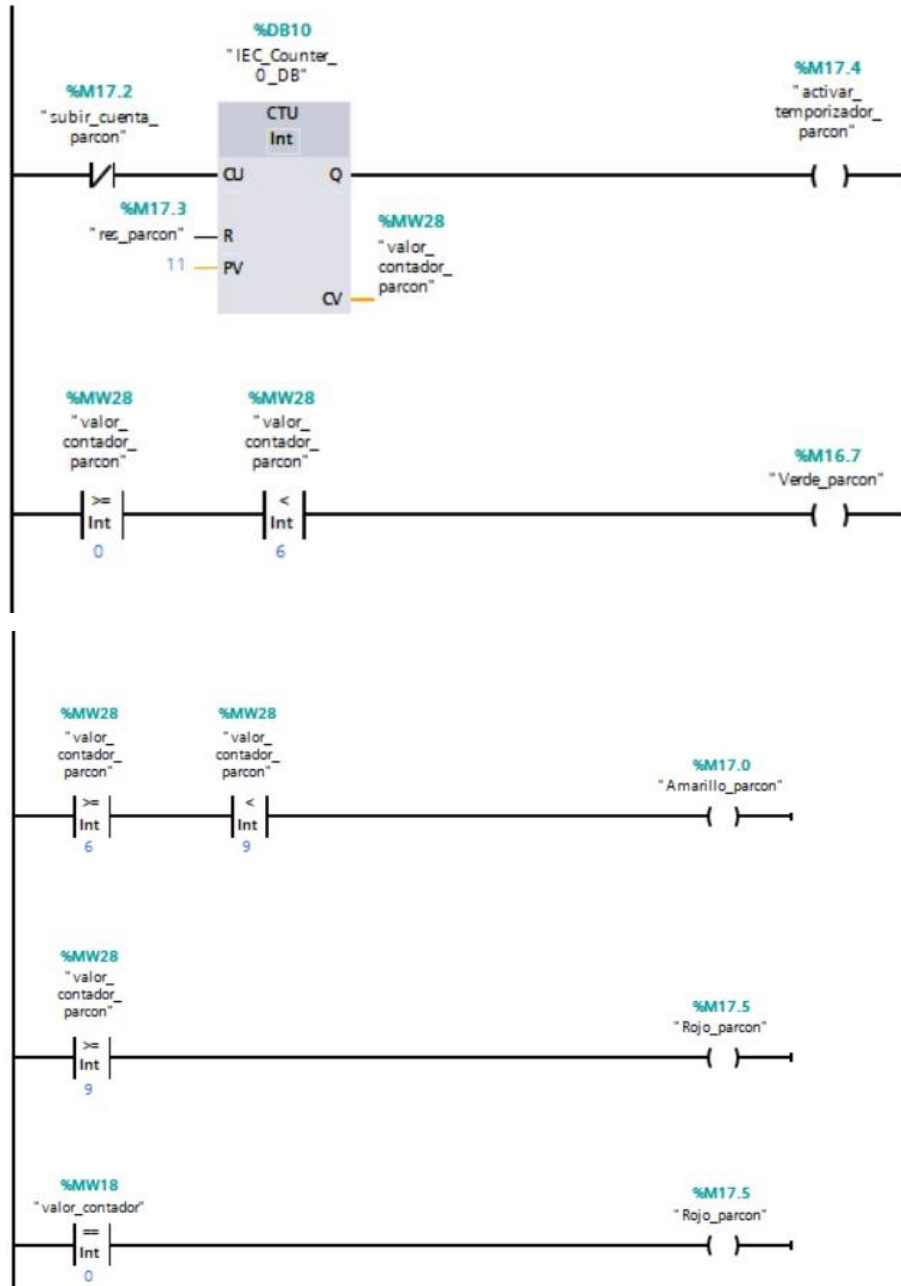 %DB10
"IEC_Counter_
0_DB"
%M17.2
"subir_cuenta_
parcon"
CTU
Int
%M17.4
"activar_
temporizador_
parcon"
CU
Q
%M17.3
"res_parcon"
R
%MW28
"valor_
contador_
parcon"
11
PV
CV
%MW28
"valor_
contador_
parcon"
>=
Int
0
%MW28
"valor_
contador_
parcon"
<
Int
6
%M16.7
"Verde_parcon"
%MW28
"valor_
contador_
parcon"
>=
Int
6
%MW28
"valor_
contador_
parcon"
<
Int
9
%M17.0
"Amarillo_parcon"
%MW28
"valor_
contador_
parcon"
>=
Int
9
%M17.5
"Rojo_parcon"
%MW18
"valor_contador"
==
Int
0
%M17.5
"Rojo_parcon"